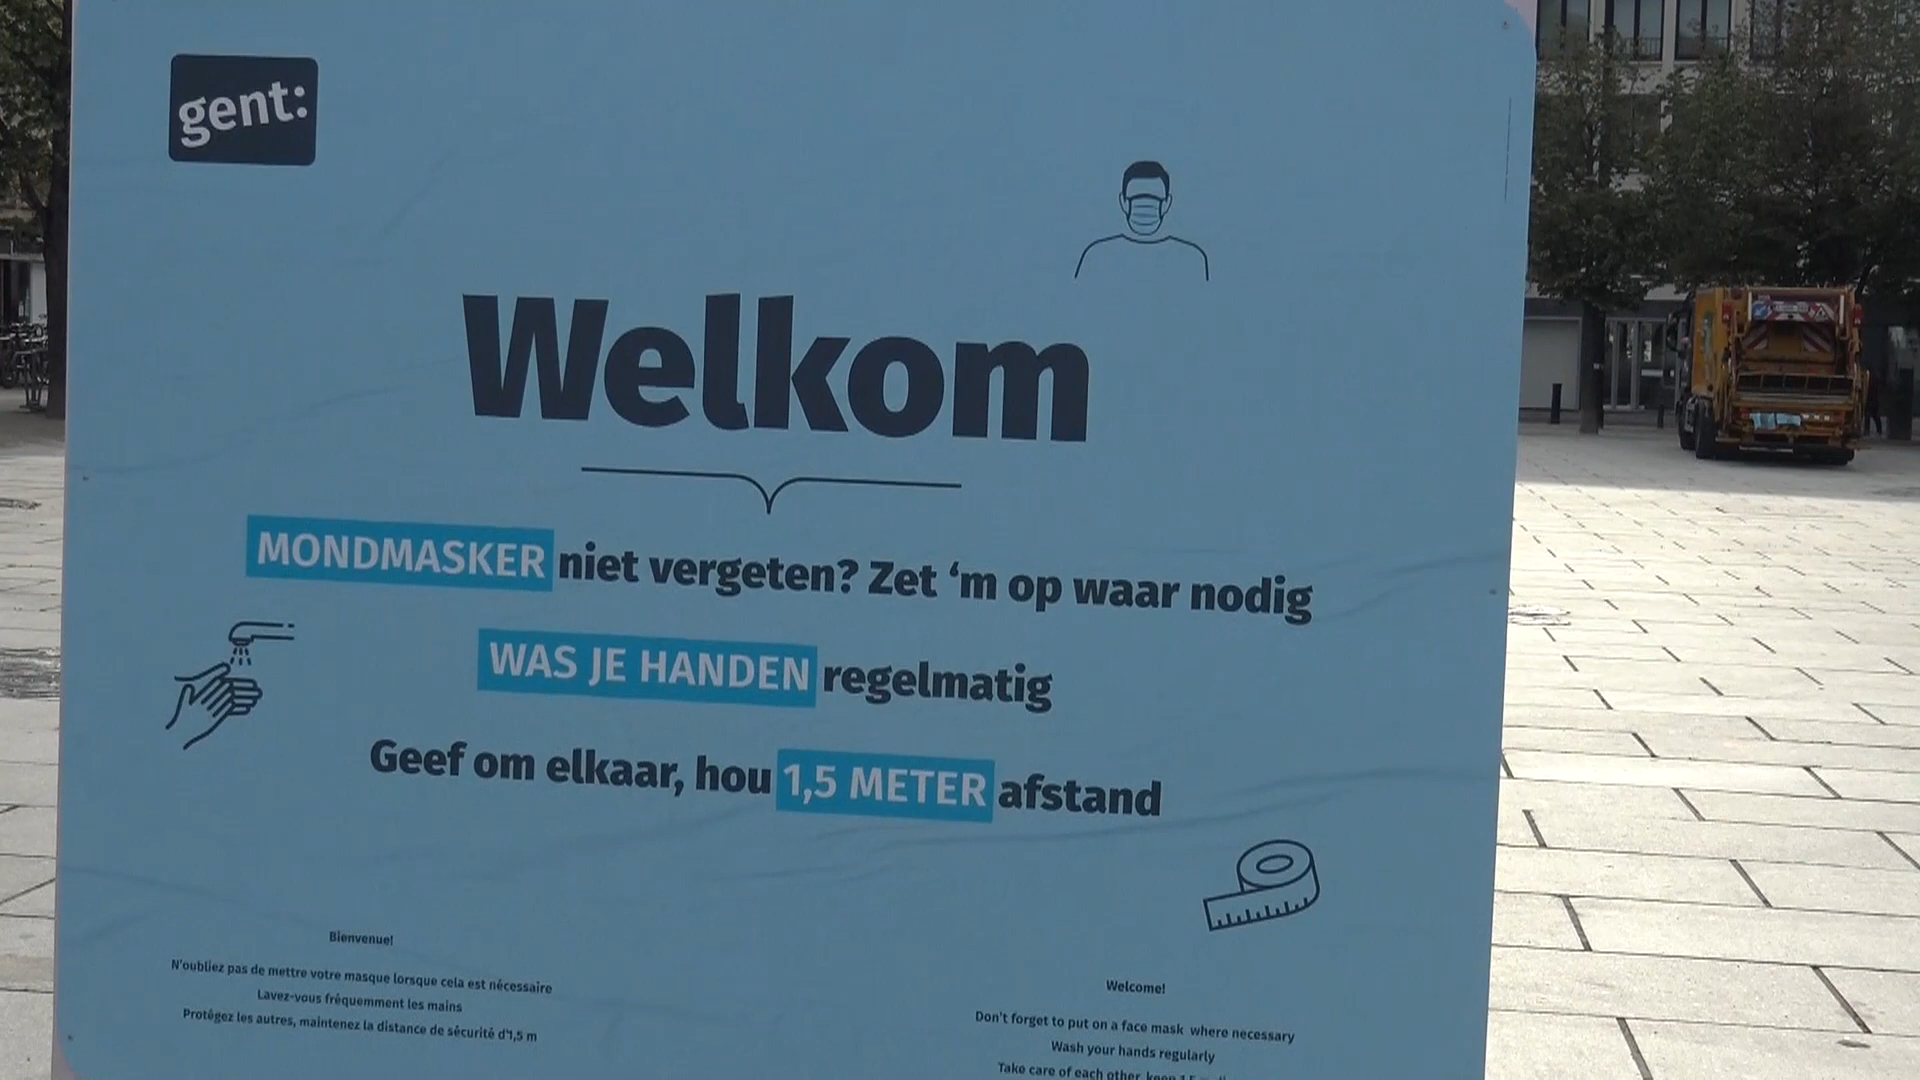 gent:
Welkom
MONDMASKER niet vergeten? Zet ‘m op waar nodig
WAS JE HANDEN regelmatig
Geef om elkaar, hou 1,5 METER afstand
Bienvenue!
N'oubliez pas de mettre votre masque lorsque cela est nécessaire
Lavez-vous fréquemment les mains
Protégez les autres, maintenez la distance de sécurité d'1,5 m
Welcome!
Don't forget to put on a face mask where necessary
Wash your hands regularly
Take care of each other, keep